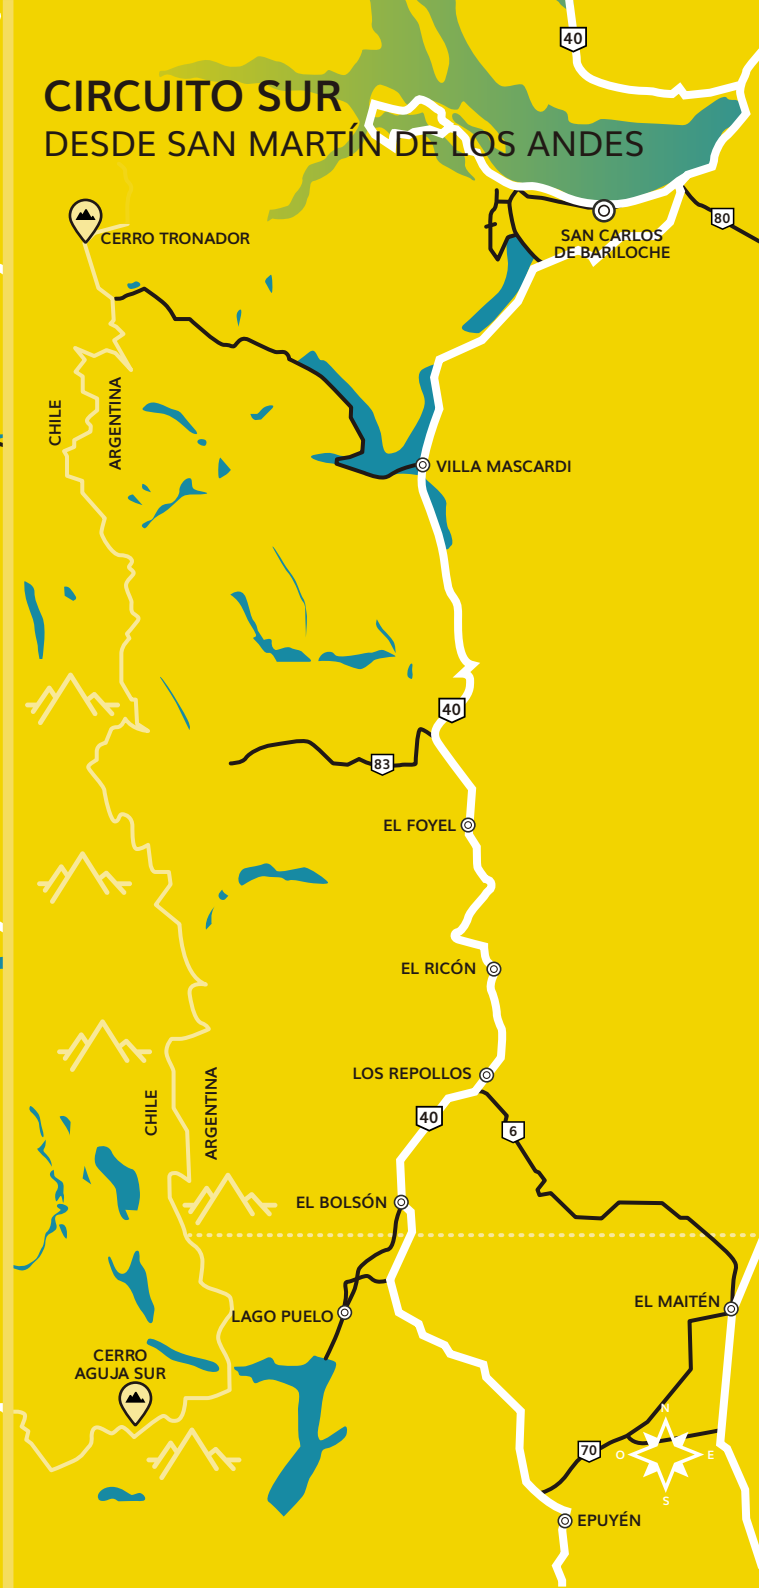 40
CIRCUITO SUR
DESDE SAN MARTÍN DE LOS ANDES
80
SAN CARLOS
DE BARILOCHE
CERRO TRONADOR
CHILE
ARGENTINA
VILLA MASCARDI
40
83
EL FOYEL
EL RICÓN
LOS REPOLLOS
CHILE
ARGENTINA
40
6
EL BOLSÓN
EL MAITÉN
LAGO PUELO
CERRO
AGUJA SUR
N
70
O
E
S
EPUYÉN